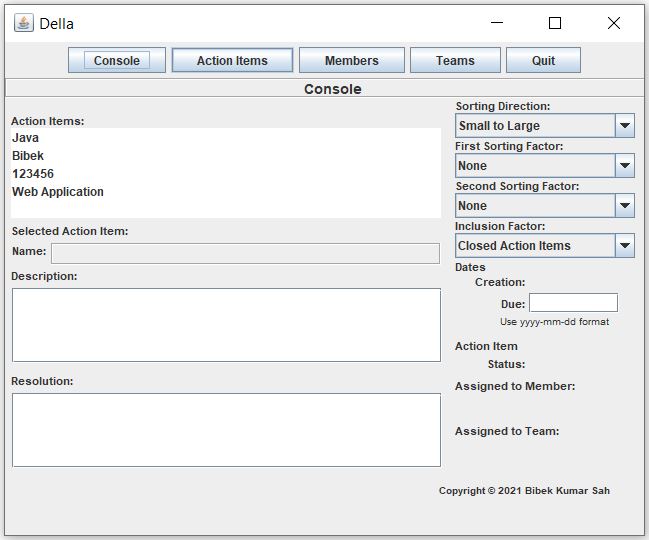 Della
Console Action Items Members Teams Quit
Console
Action Items:
Java
Bibek
123456
Web Application
Selected Action Item:
Name:
Description:
Resolution:
Sorting Direction:
Small to Large
First Sorting Factor:
None
Second Sorting Factor:
None
Inclusion Factor:
Closed Action Items
Dates
Creation:
Due:
Use yyyy-mm-dd format
Action Item
Status:
Assigned to Member:
Assigned to Team:
Copyright © 2021 Bibek Kumar Sah